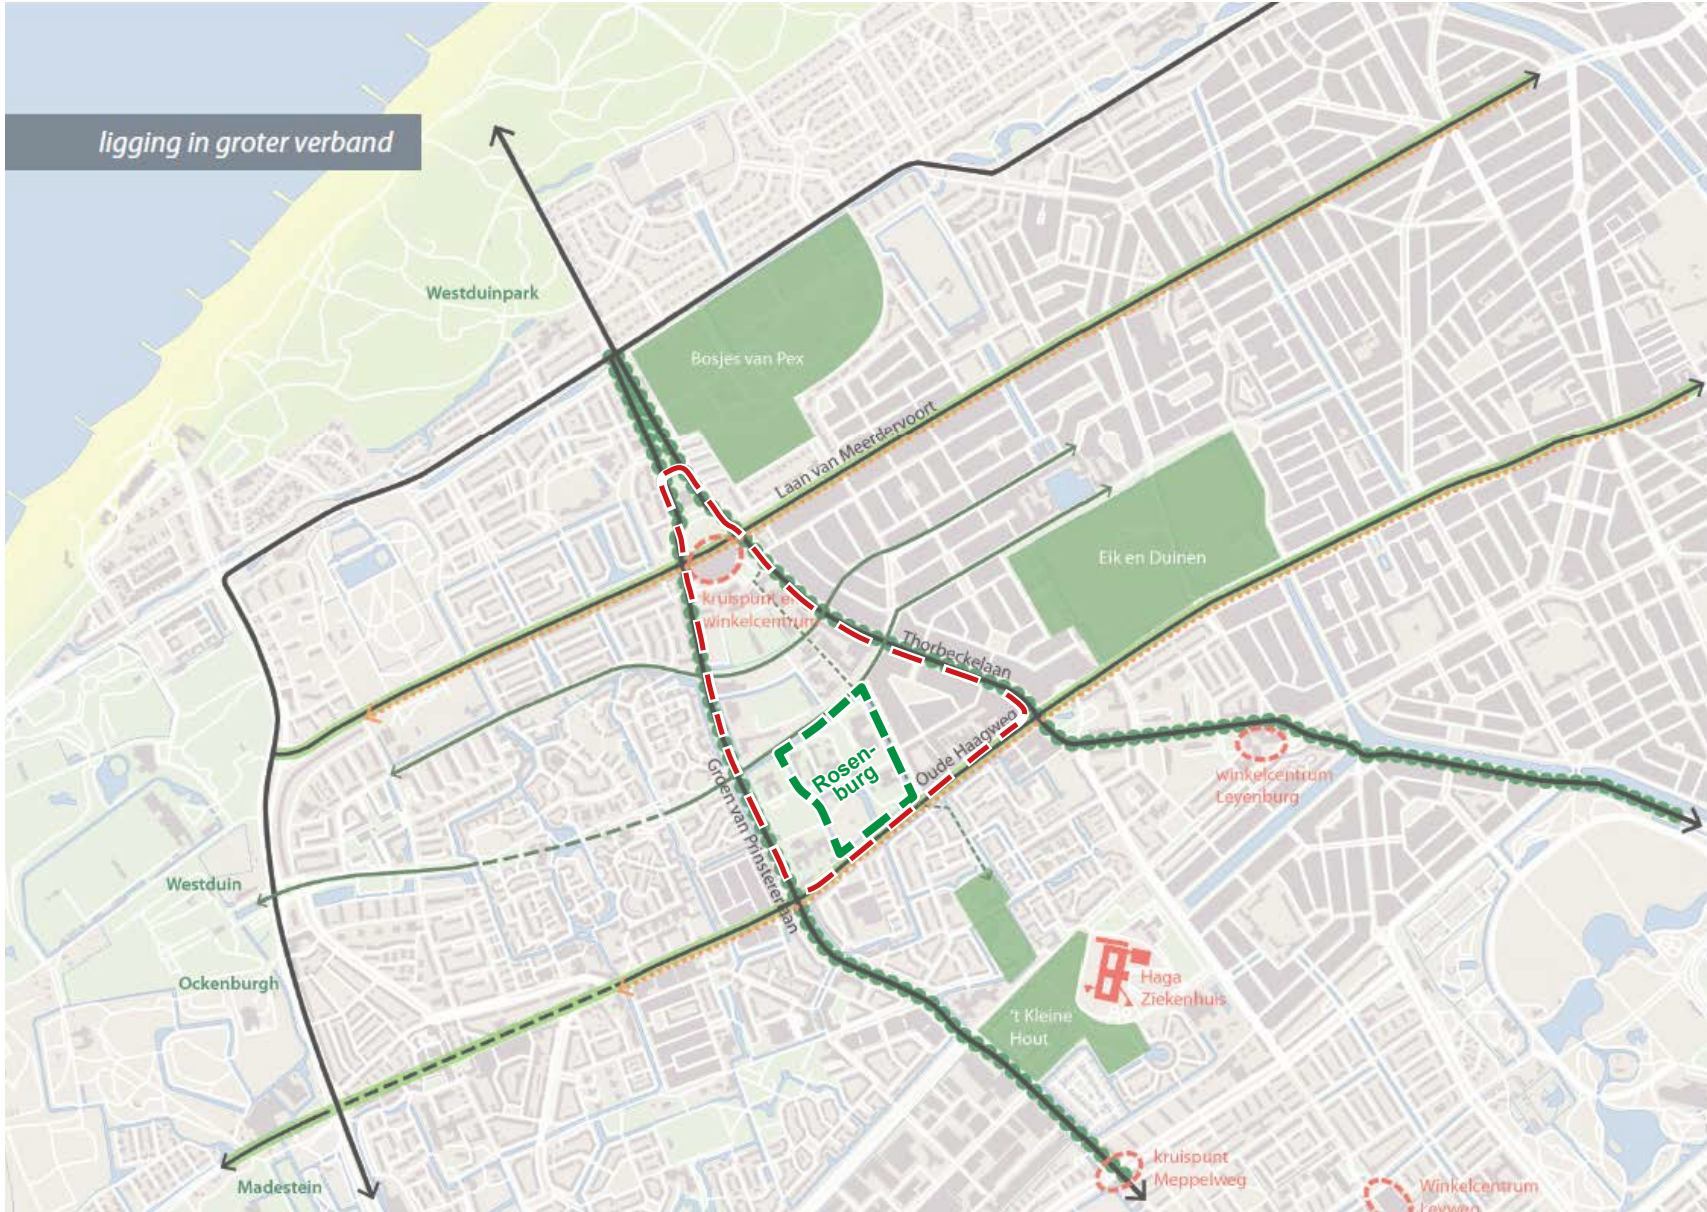 ligging in groter verband
Westduinpark
Bosjes van Pex
Laan van Meerdervoort
Eik en Duinen
kruispunt en
winkelcentrum
Thorbeckelaan
Rosen-
burg
Oude Haagweg
Groen van Prinstererlaan
winkelcentrum
Leyenburg
Westduin
Ockenburgh
Haga
Ziekenhuis
't Kleine
Hout
Madestein
kruispunt
Meppelweg
Winkelcentrum
Leyweg